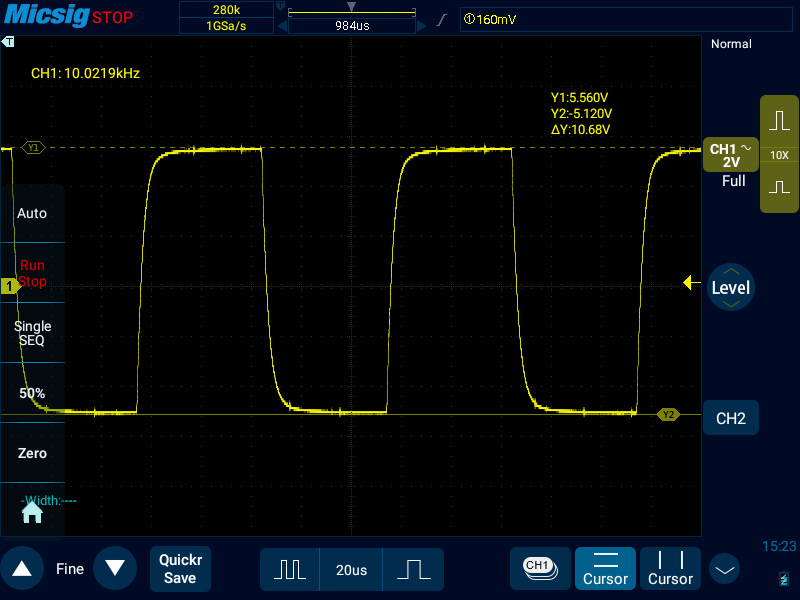 Micsig STOP
280k
1GSa/s
984us
① 160mV
T
Normal
CH1: 10.0219kHz
Y1:5.560V
Y2:-5.120V
ΔY:10.68V
Y1
CH1 ~
2V
10X
Full
Auto
Run
Stop
1
Level
Single
SEQ
50%
Y2
CH2
Zero
-Width:----
15:23
Fine
Quickr
Save
20us
CH1
Cursor
Cursor